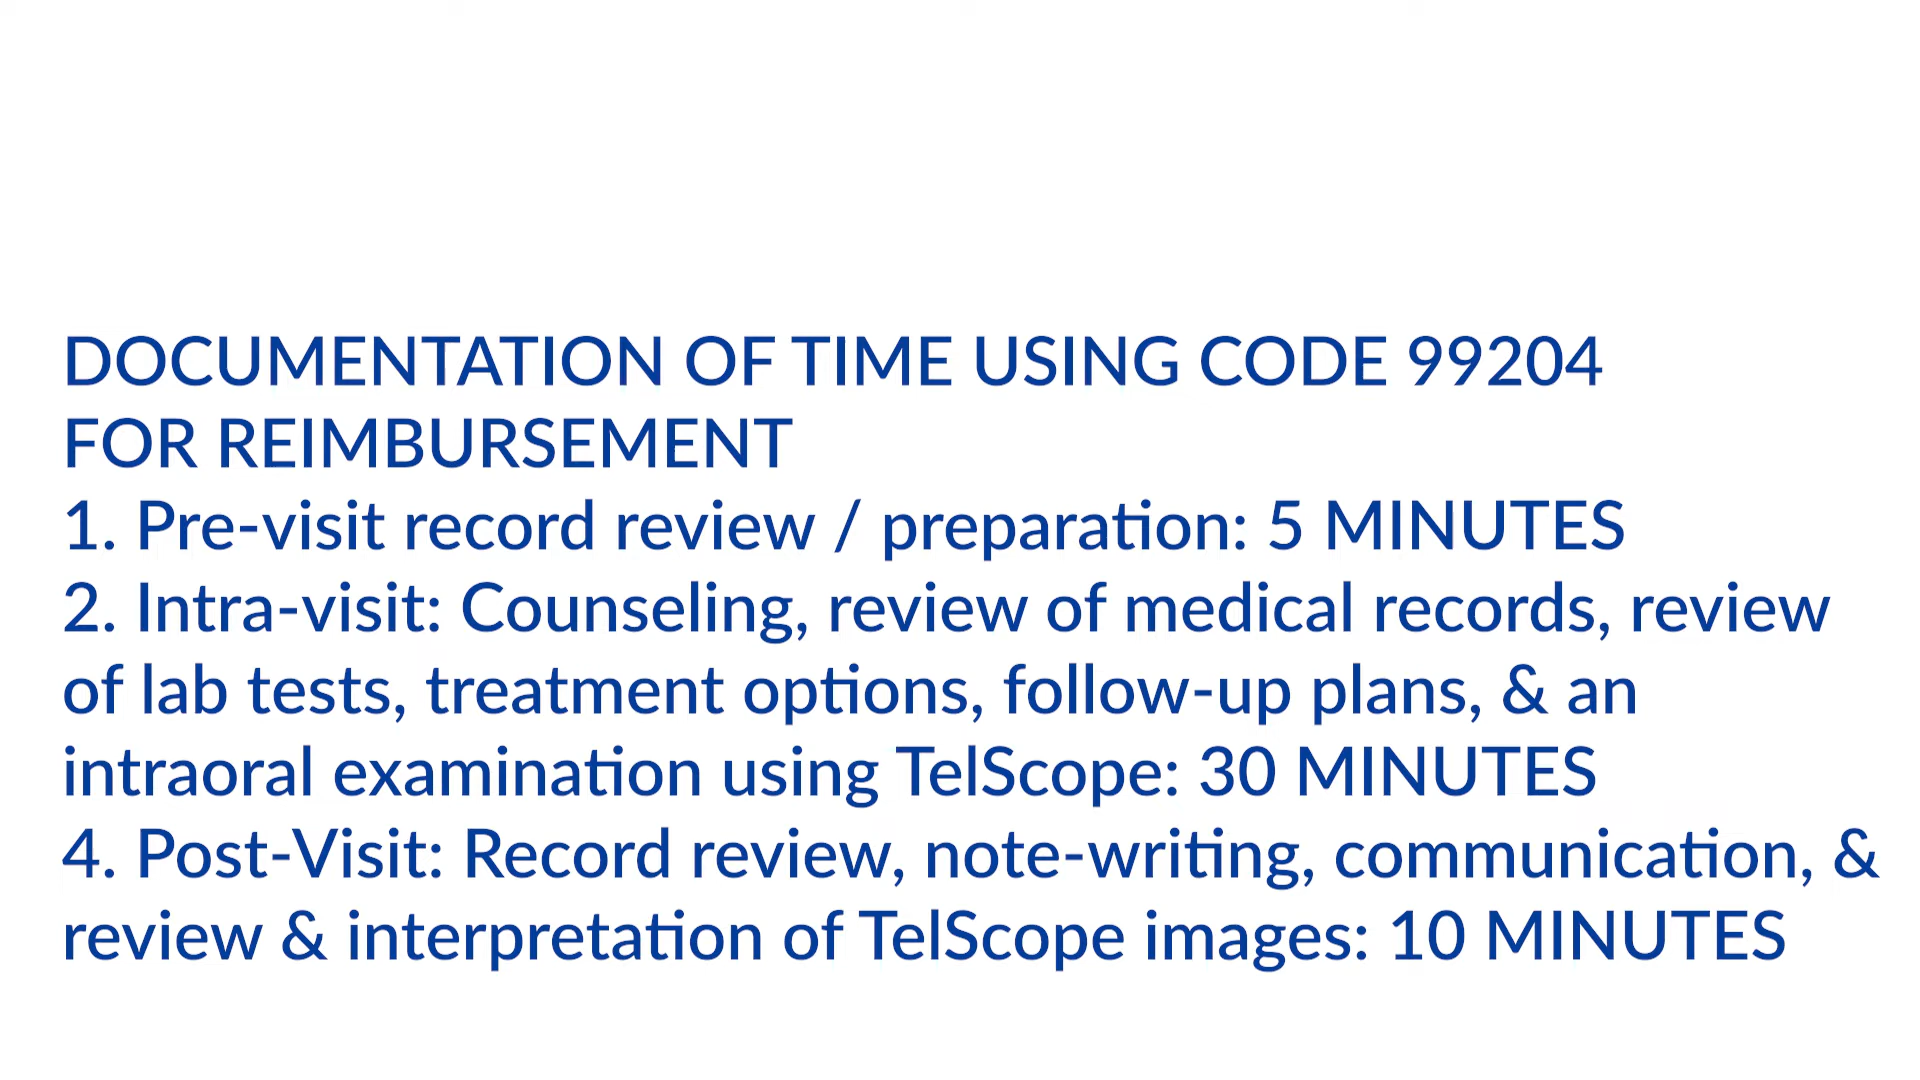 DOCUMENTATION OF TIME USING CODE 99204
FOR REIMBURSEMENT
1. Pre-visit record review / preparation: 5 MINUTES
2. Intra-visit: Counseling, review of medical records, review
of lab tests, treatment options, follow-up plans, & an
intraoral examination using TelScope: 30 MINUTES
4. Post-Visit: Record review, note-writing, communication, &
review & interpretation of TelScope images: 10 MINUTES